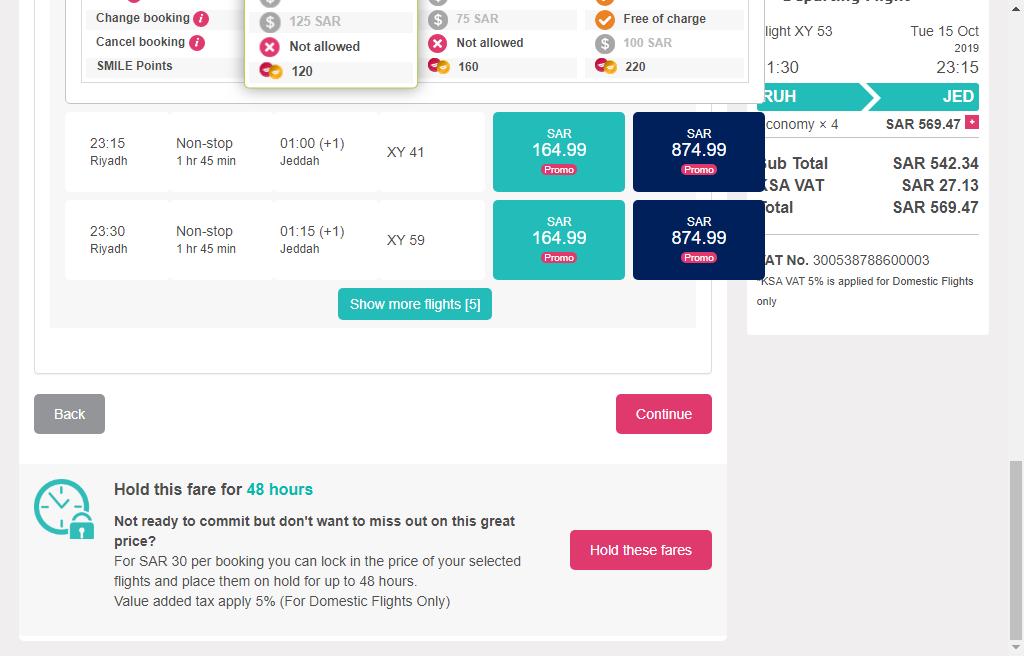 Change booking
125 SAR
75 SAR
Free of charge
Cancel booking
Not allowed
Not allowed
100 SAR
SMILE Points
120
160
220
23:15
Riyadh
Non-stop
1 hr 45 min
01:00 (+1)
Jeddah
XY 41
SAR
164.99
Promo
SAR
874.99
Promo
23:30
Riyadh
Non-stop
1 hr 45 min
01:15 (+1)
Jeddah
XY 59
SAR
164.99
Promo
SAR
874.99
Promo
Show more flights [5]
Back
Continue
Hold this fare for 48 hours
Not ready to commit but don't want to miss out on this great
price?
For SAR 30 per booking you can lock in the price of your selected
flights and place them on hold for up to 48 hours.
Value added tax apply 5% (For Domestic Flights Only)
Hold these fares
light XY 53
Tue 15 Oct
2019
1:30
23:15
RUH
JED
conomy × 4
SAR 569.47
ub Total
SAR 542.34
KSA VAT
SAR 27.13
otal
SAR 569.47
AT No. 300538788600003
*KSA VAT 5% is applied for Domestic Flights
only